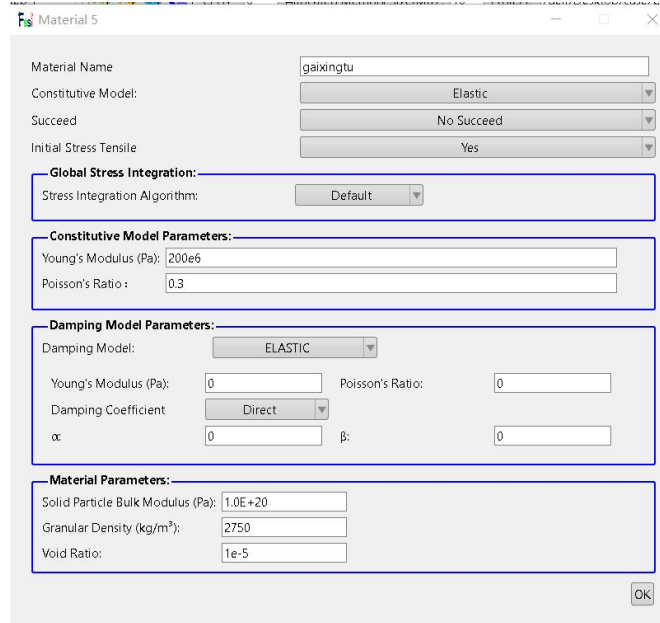 Material 5
Material Name gaixingtu
Constitutive Model: Elastic
Succeed No Succeed
Initial Stress Tensile Yes
Global Stress Integration:
Stress Integration Algorithm: Default
Constitutive Model Parameters:
Young's Modulus (Pa): 200e6
Poisson's Ratio： 0.3
Damping Model Parameters:
Damping Model: ELASTIC
Young's Modulus (Pa): 0 Poisson's Ratio: 0
Damping Coefficient Direct
α: 0 β: 0
Material Parameters:
Solid Particle Bulk Modulus (Pa): 1.0E+20
Granular Density (kg/m³): 2750
Void Ratio: 1e-5
OK